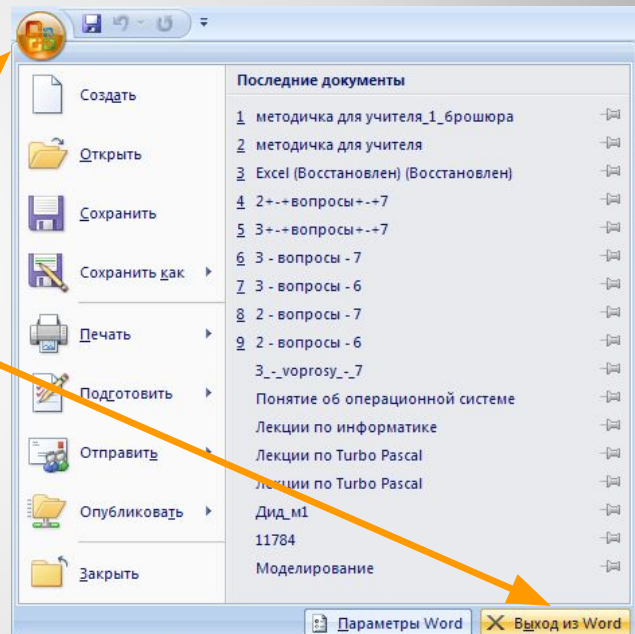 Создать
Открыть
Сохранить
Сохранить как
Печать
Подготовить
Отправить
Опубликовать
Закрыть
Последние документы
1 методичка для учителя_1_брошюра
2 методичка для учителя
3 Excel (Восстановлен) (Восстановлен)
4 2+-+вопросы+-+7
5 3+-+вопросы+-+7
6 3 - вопросы - 7
7 3 - вопросы - 6
8 2 - вопросы - 7
9 2 - вопросы - 6
3_-_voprosy_-_7
Понятие об операционной системе
Лекции по информатике
Лекции по Turbo Pascal
Лекции по Turbo Pascal
Дид_м1
11784
Моделирование
Параметры Word
Выход из Word